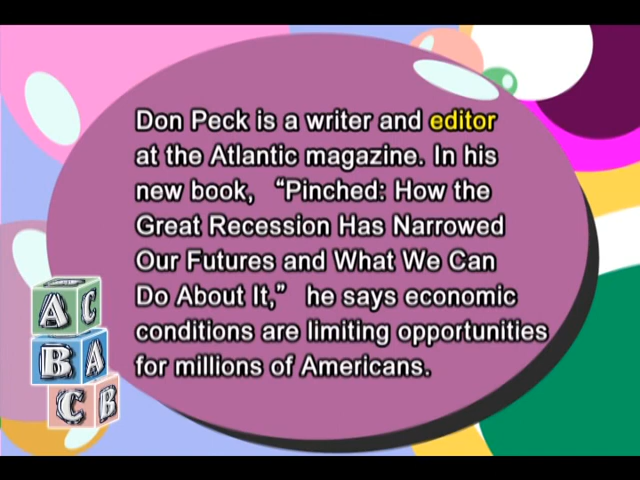 Don Peck is a writer and editor
at the Atlantic magazine. In his
new book, “Pinched: How the
Great Recession Has Narrowed
Our Futures and What We Can
Do About It,” he says economic
conditions are limiting opportunities
for millions of Americans.
A C
B A
C B